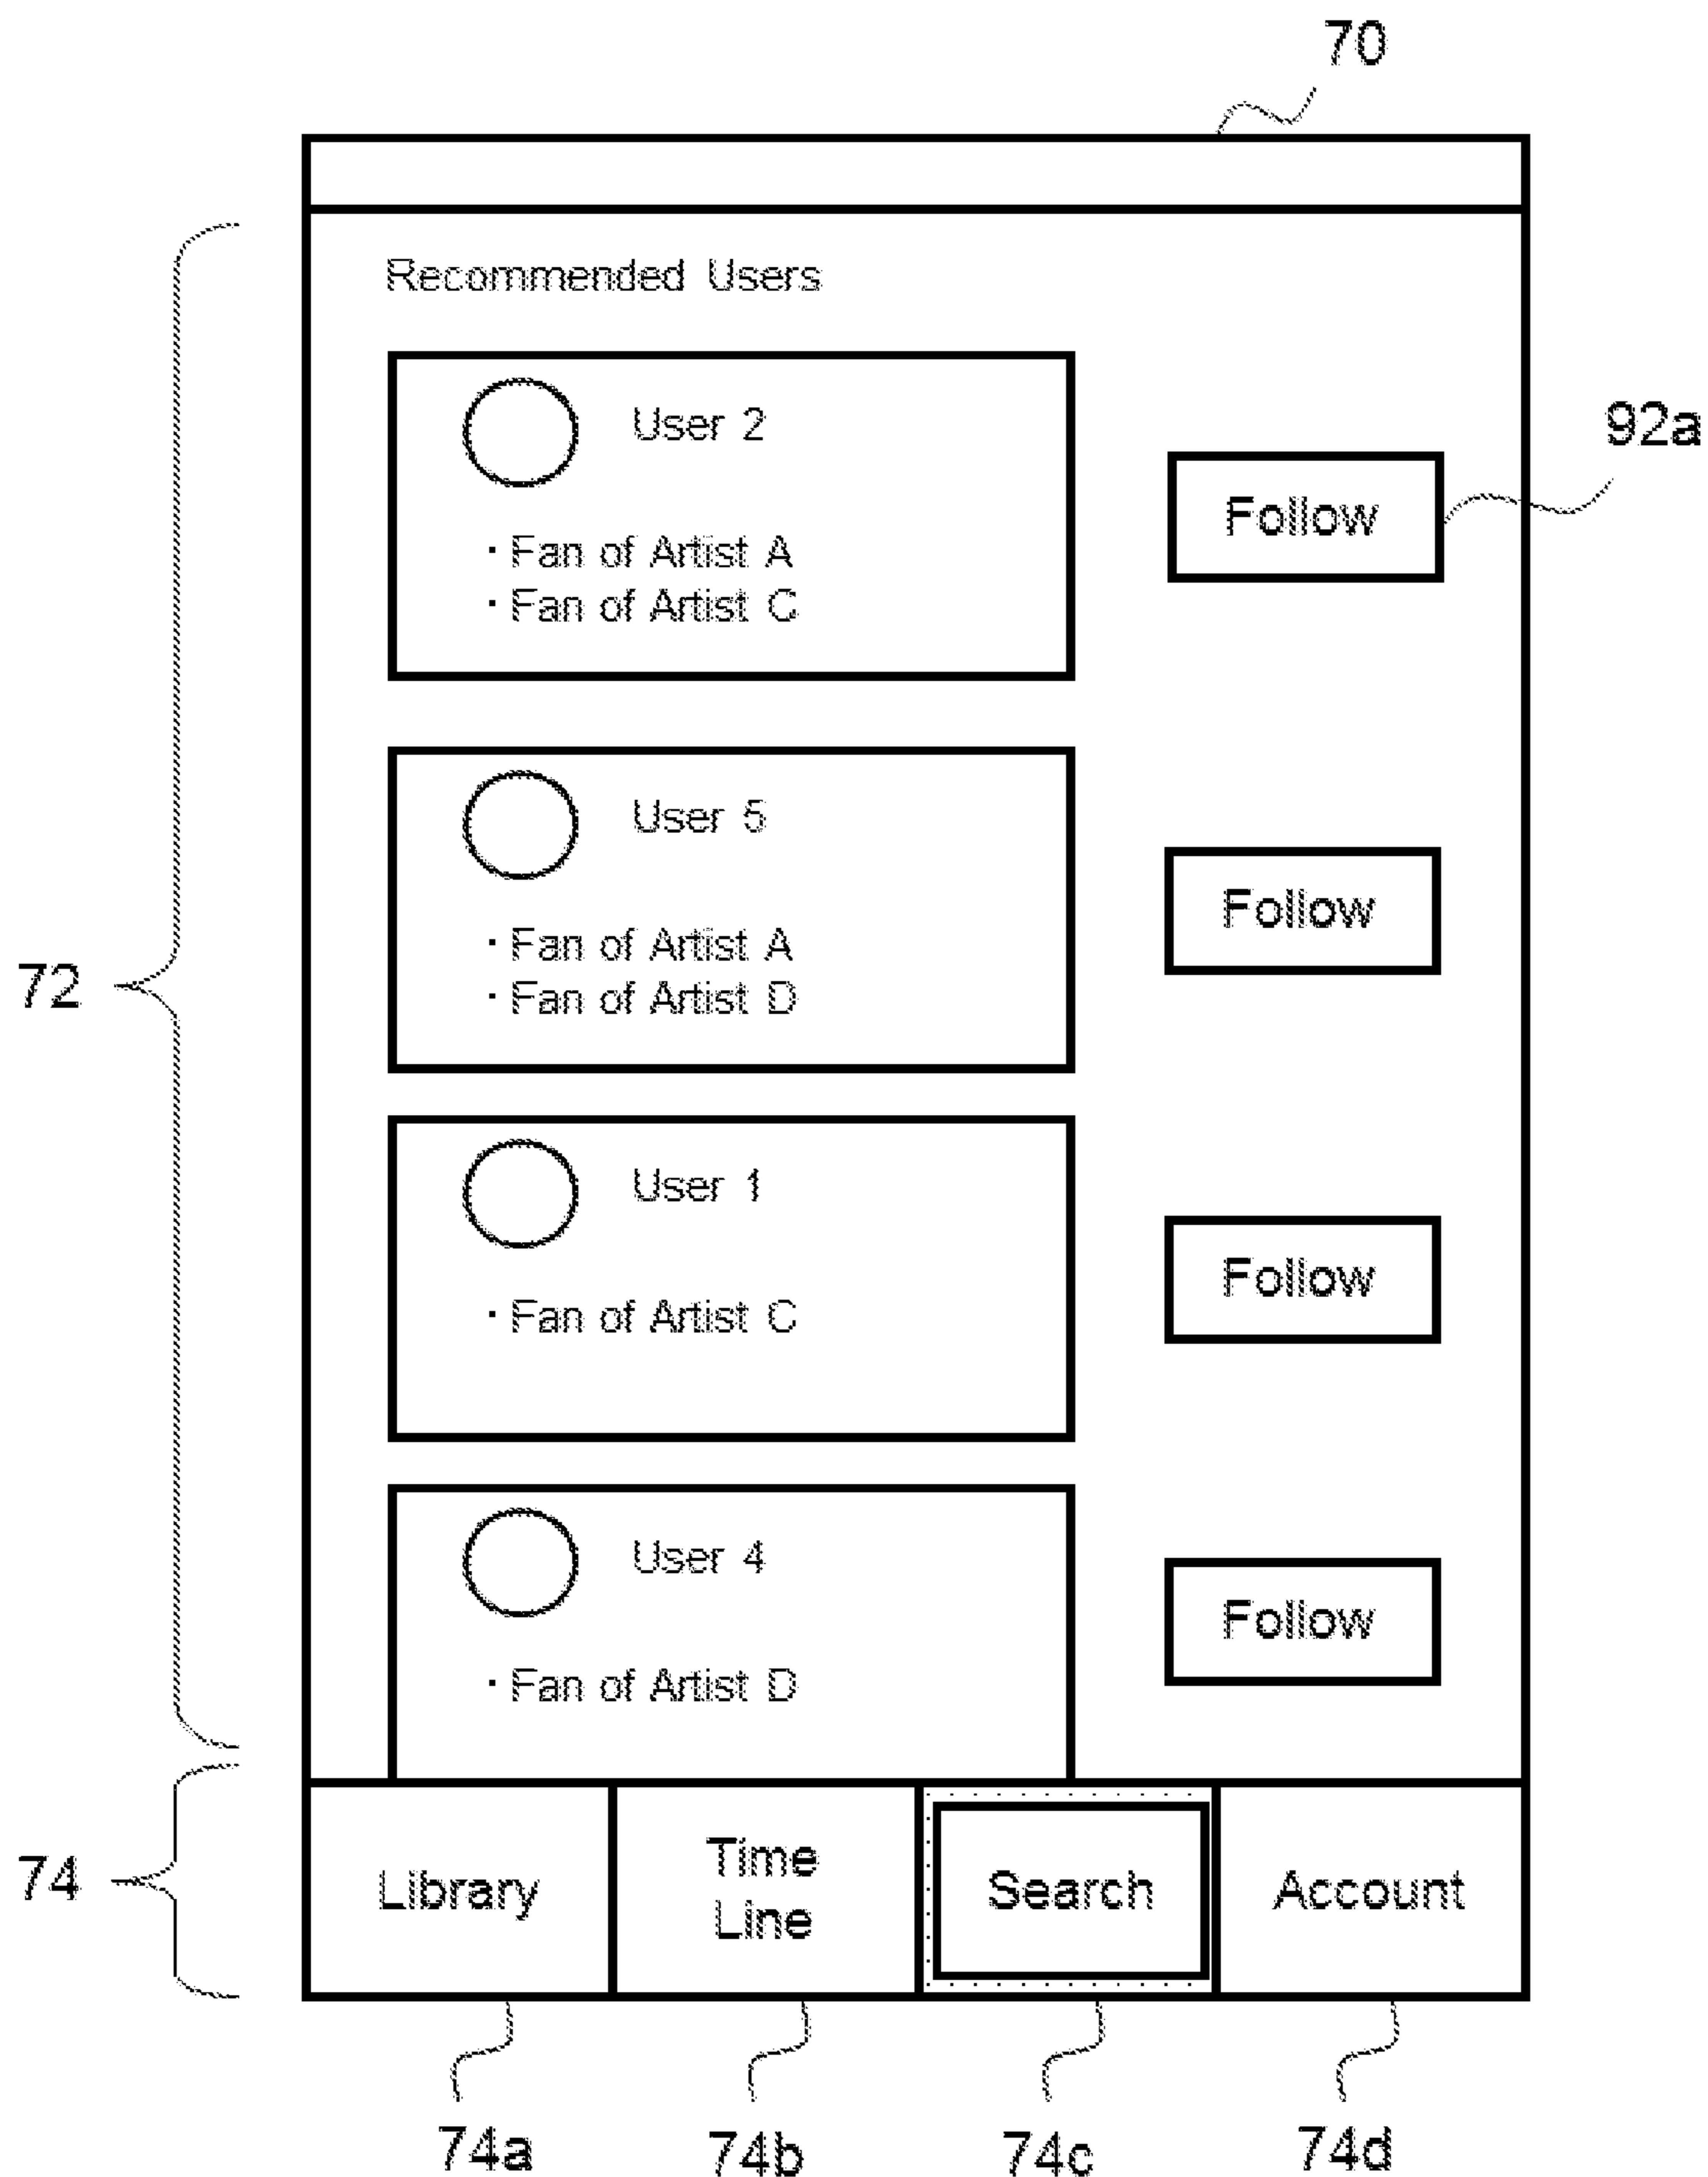 70
Recommended Users
User 2
92a
Follow
· Fan of Artist A
· Fan of Artist C
User 5
Follow
· Fan of Artist A
· Fan of Artist D
72
User 1
Follow
· Fan of Artist C
User 4
Follow
· Fan of Artist D
74
Library
Time
Line
Search
Account
74a
74b
74c
74d